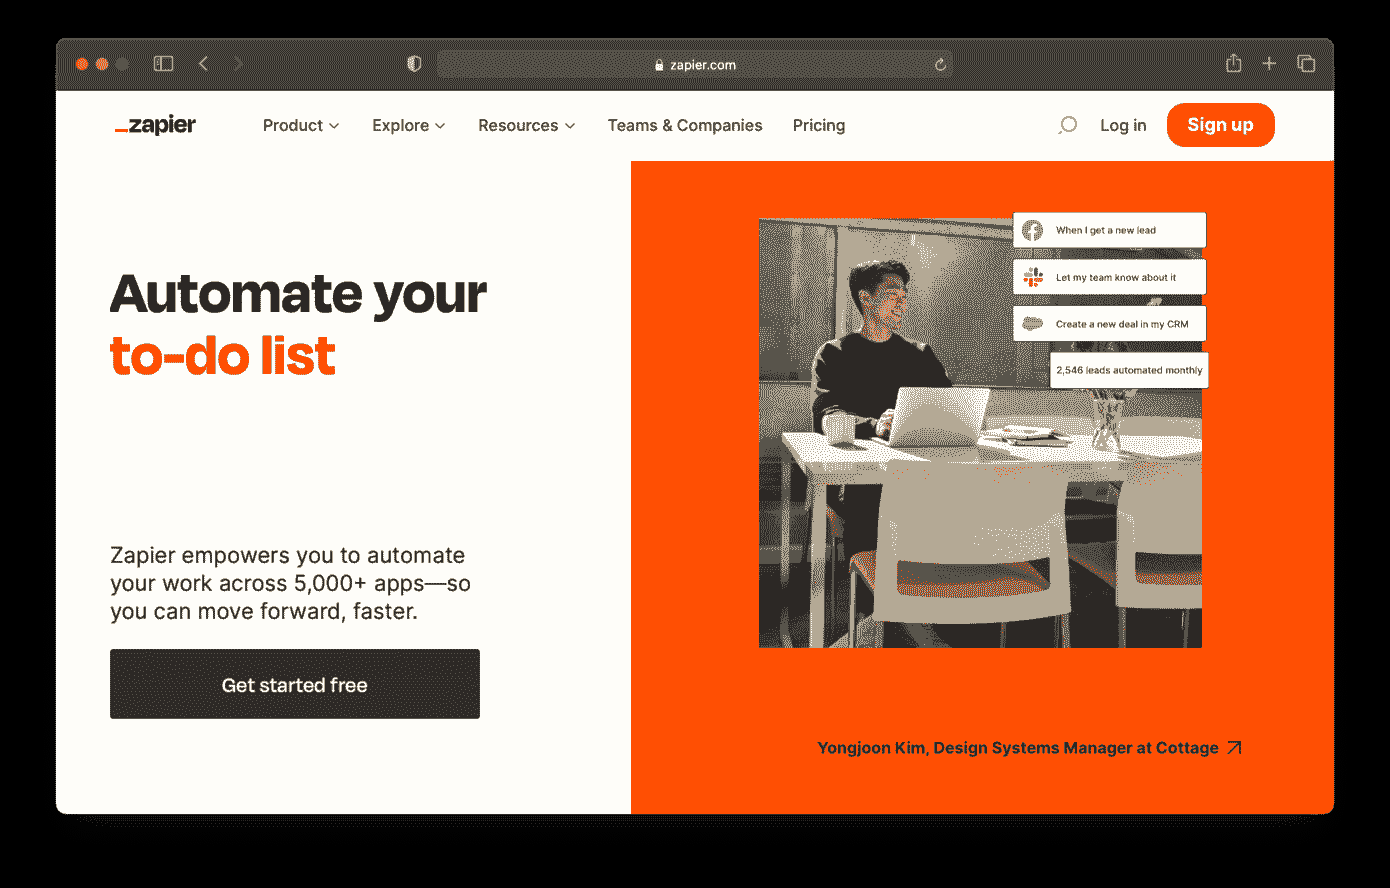 zapier.com
_zapier
Product
Explore
Resources
Teams & Companies
Pricing
Log in
Sign up
Automate your
to-do list
Zapier empowers you to automate
your work across 5,000+ apps—so
you can move forward, faster.
Get started free
When I get a new lead
Let my team know about it
Create a new deal in my CRM
2,546 leads automated monthly
Yongjoon Kim, Design Systems Manager at Cottage